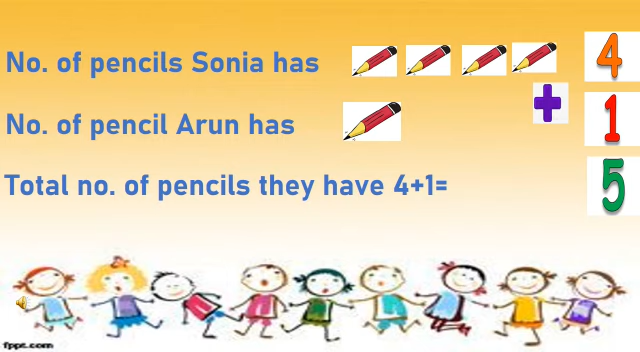 No. of pencils Sonia has 4
+
No. of pencil Arun has 1
Total no. of pencils they have 4+1= 5
fppt.com